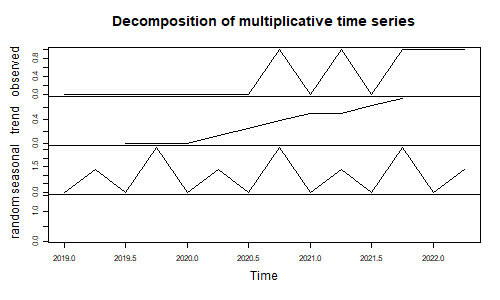 Decomposition of multiplicative time series
observed
0.0 0.4 0.8
trend
0.0 0.4
seasonal
0.0 1.5
random
0.0 1.0
2019.0 2019.5 2020.0 2020.5 2021.0 2021.5 2022.0
Time